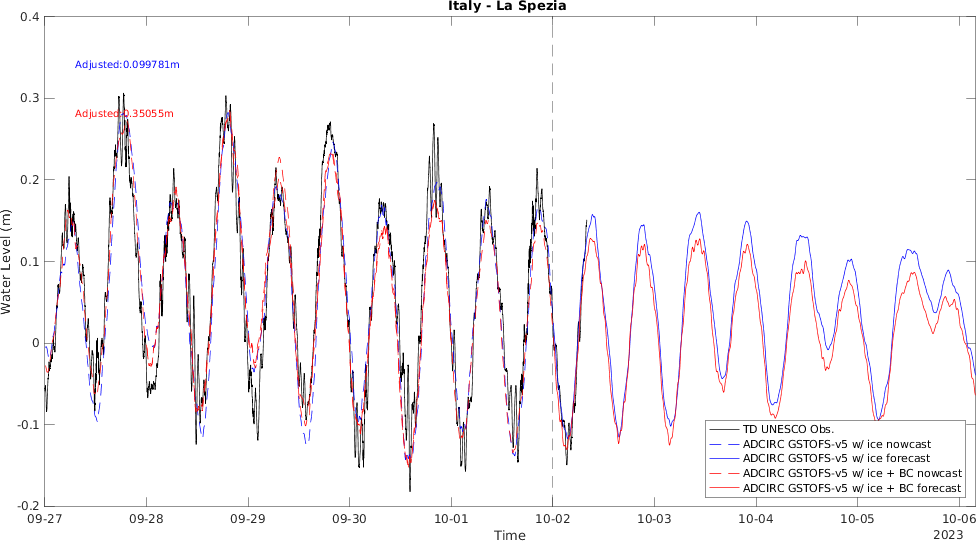 Italy - La Spezia
0.4
Adjusted:0.099781m
0.3
Adjusted:0.35055m
0.2
0.1
0
-0.1
-0.2
Water Level (m)
TD UNESCO Obs.
ADCIRC GSTOFS-v5 w/ ice nowcast
ADCIRC GSTOFS-v5 w/ ice forecast
ADCIRC GSTOFS-v5 w/ ice + BC nowcast
ADCIRC GSTOFS-v5 w/ ice + BC forecast
09-27 09-28 09-29 09-30 10-01 10-02 10-03 10-04 10-05 10-06
Time
2023